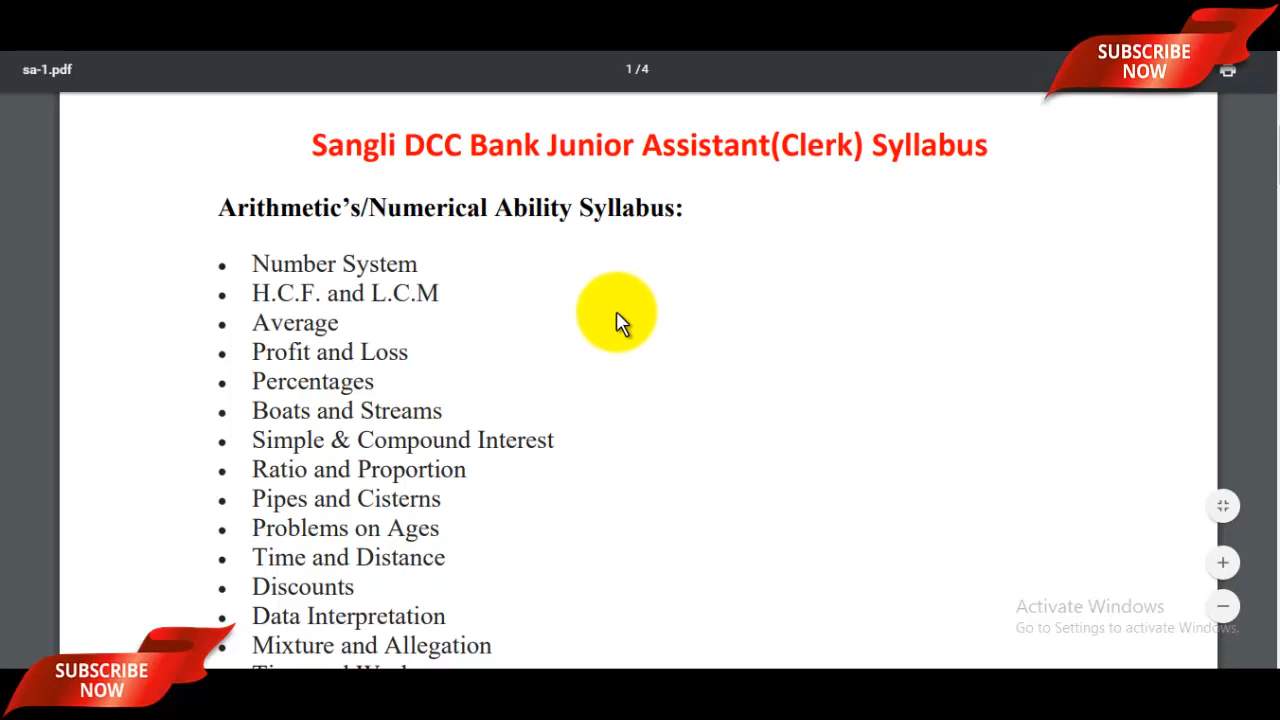 SUBSCRIBE
NOW
sa-1.pdf
1/4
Sangli DCC Bank Junior Assistant(Clerk) Syllabus
Arithmetic's/Numerical Ability Syllabus:
• Number System
• H.C.F. and L.C.M
• Average
• Profit and Loss
• Percentages
• Boats and Streams
• Simple & Compound Interest
• Ratio and Proportion
• Pipes and Cisterns
• Problems on Ages
• Time and Distance
• Discounts
• Data Interpretation
• Mixture and Allegation
Activate Windows
Go to Settings to activate Windows.
SUBSCRIBE
NOW